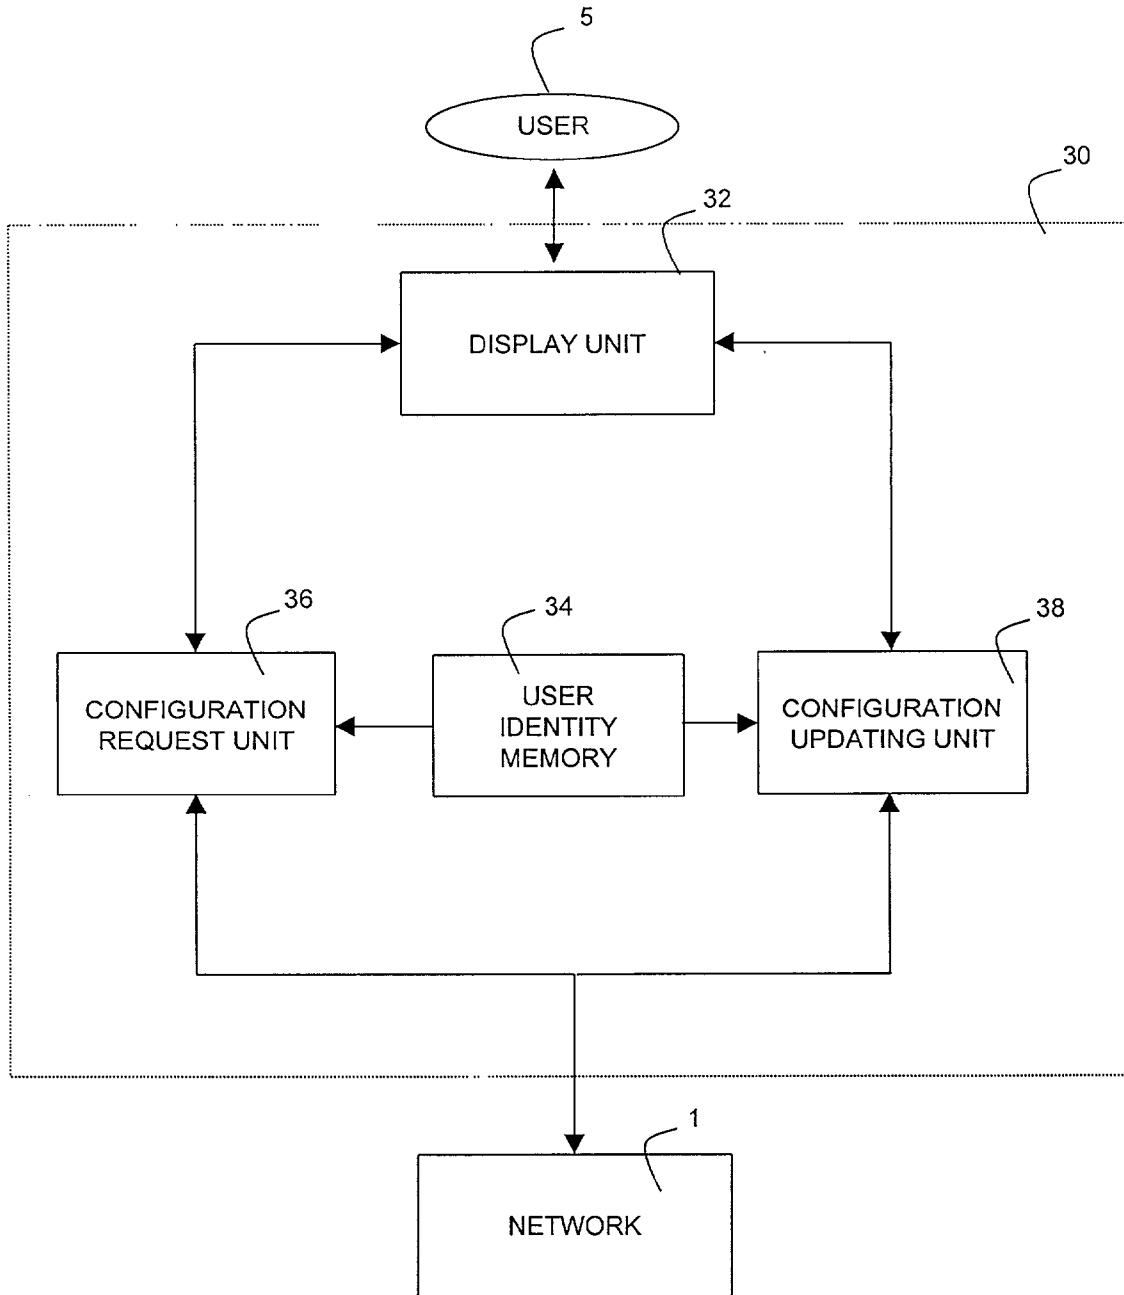 5
USER
30
32
DISPLAY UNIT
36
34
38
CONFIGURATION
REQUEST UNIT
USER
IDENTITY
MEMORY
CONFIGURATION
UPDATING UNIT
1
NETWORK